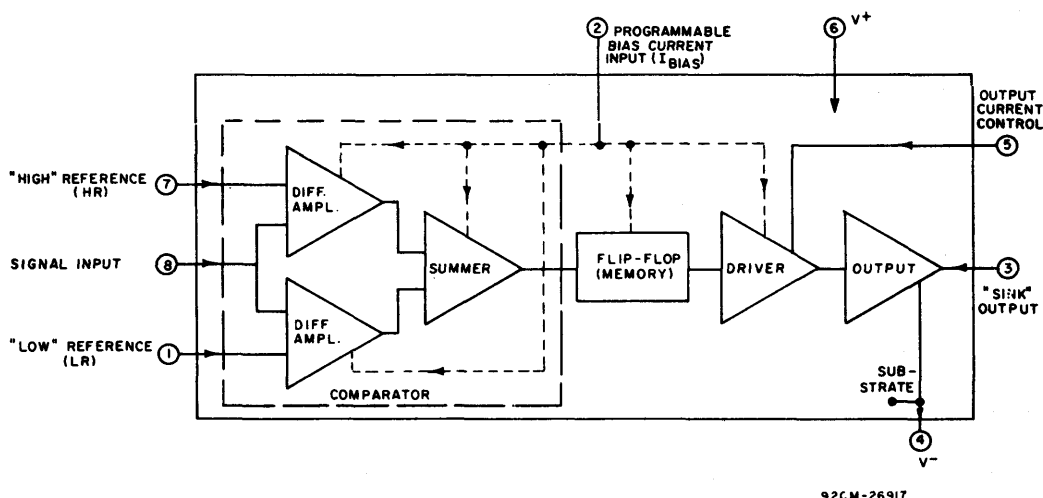 ② PROGRAMMABLE
BIAS CURRENT
INPUT (I BIAS)
⑥ V+
OUTPUT
CURRENT
CONTROL
⑤
"HIGH" REFERENCE
(HR)
⑦
DIFF.
AMPL.
SIGNAL INPUT
⑧
SUMMER
FLIP-FLOP
(MEMORY)
DRIVER
OUTPUT
③
"SINK"
OUTPUT
DIFF
AMPL.
"LOW" REFERENCE
(LR)
①
COMPARATOR
SUB-
STRATE
④
V-
92CM-26917